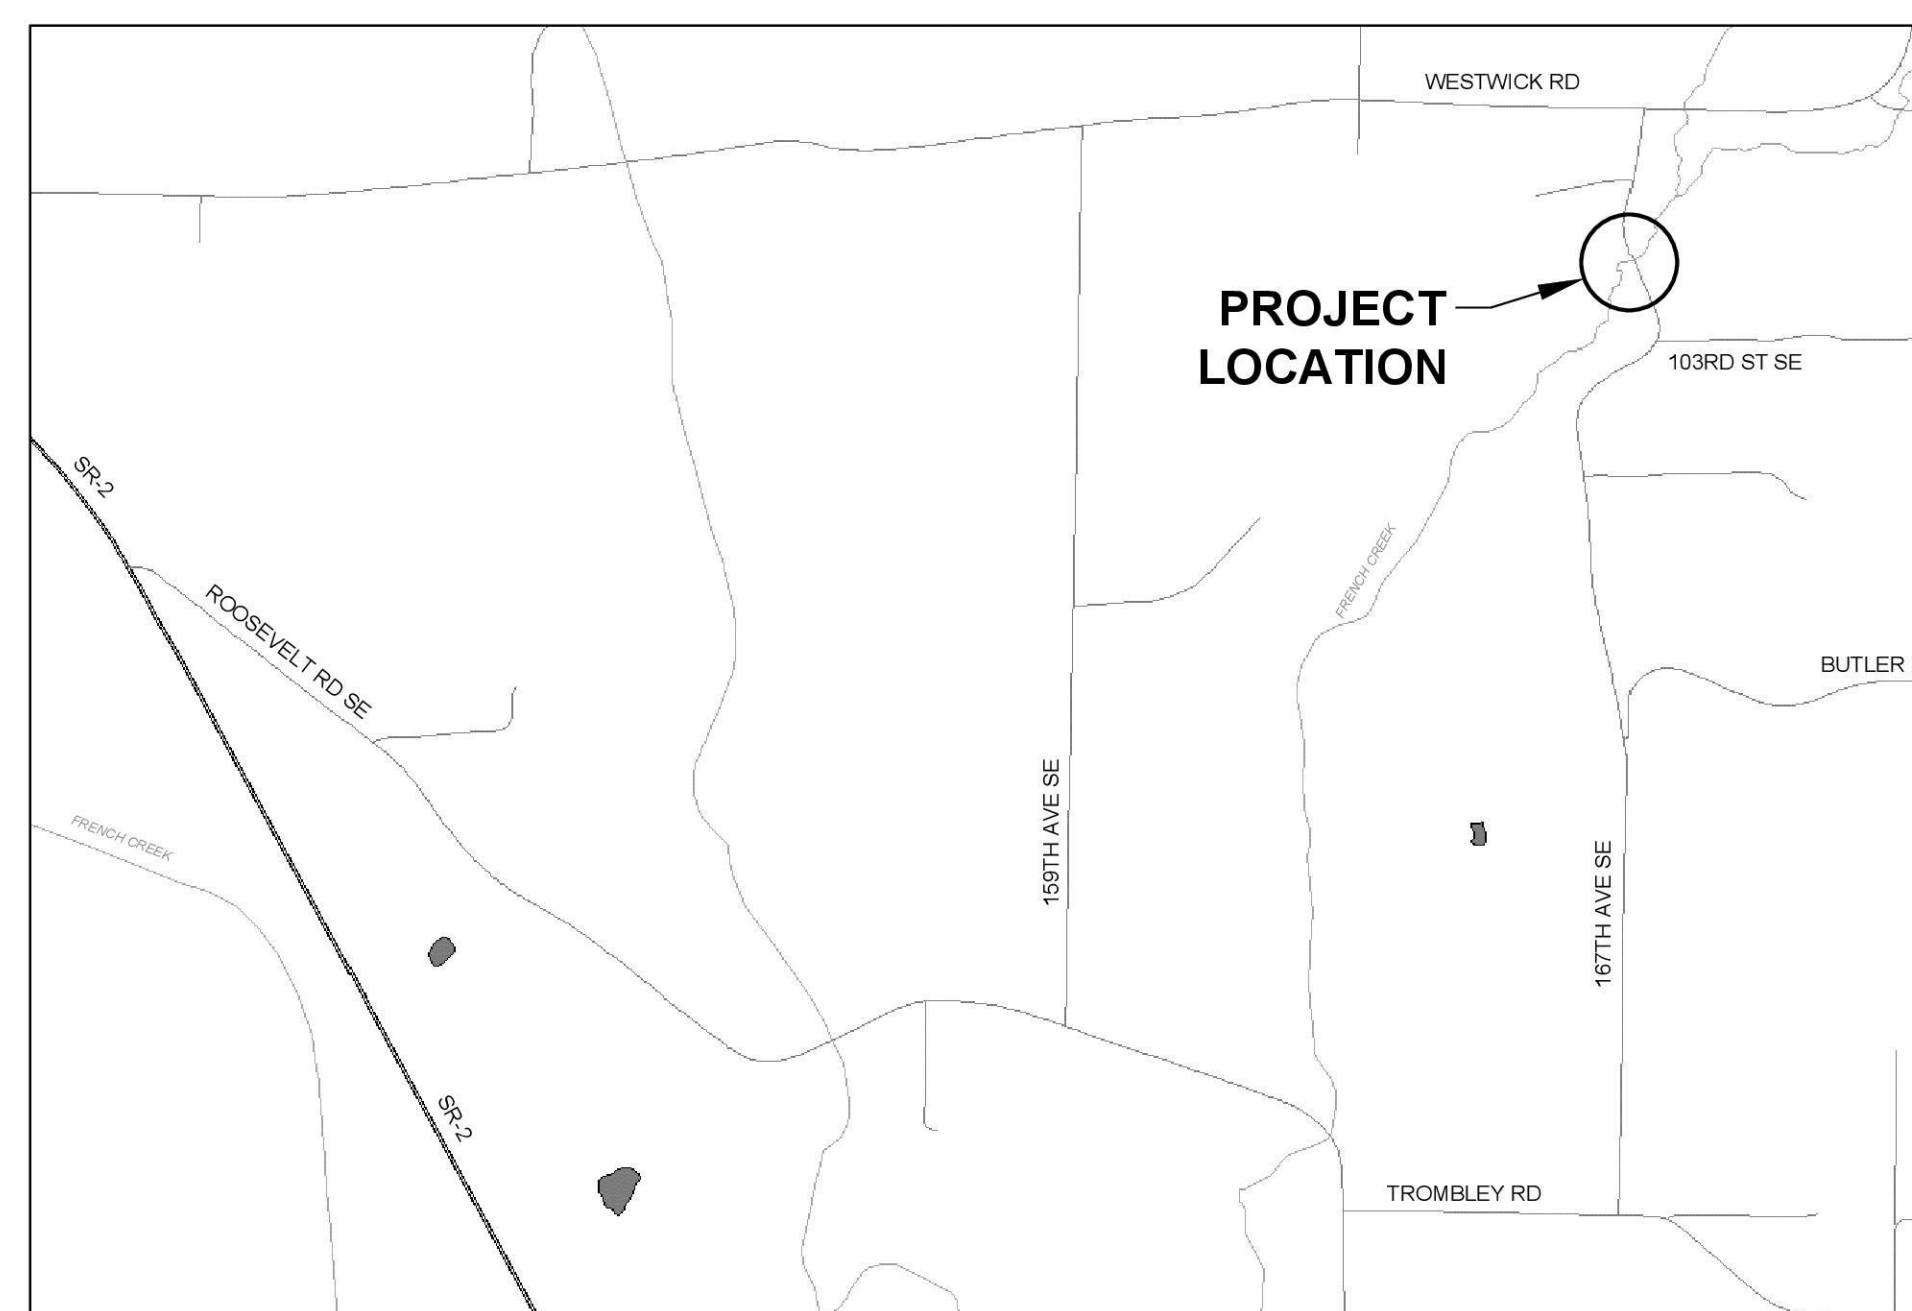 WESTWICK RD
PROJECT
LOCATION
103RD ST SE
SR-2
FRENCH CREEK
ROOSEVELT RD SE
BUTLER
159TH AVE SE
FRENCH CREEK
167TH AVE SE
SR-2
TROMBLEY RD